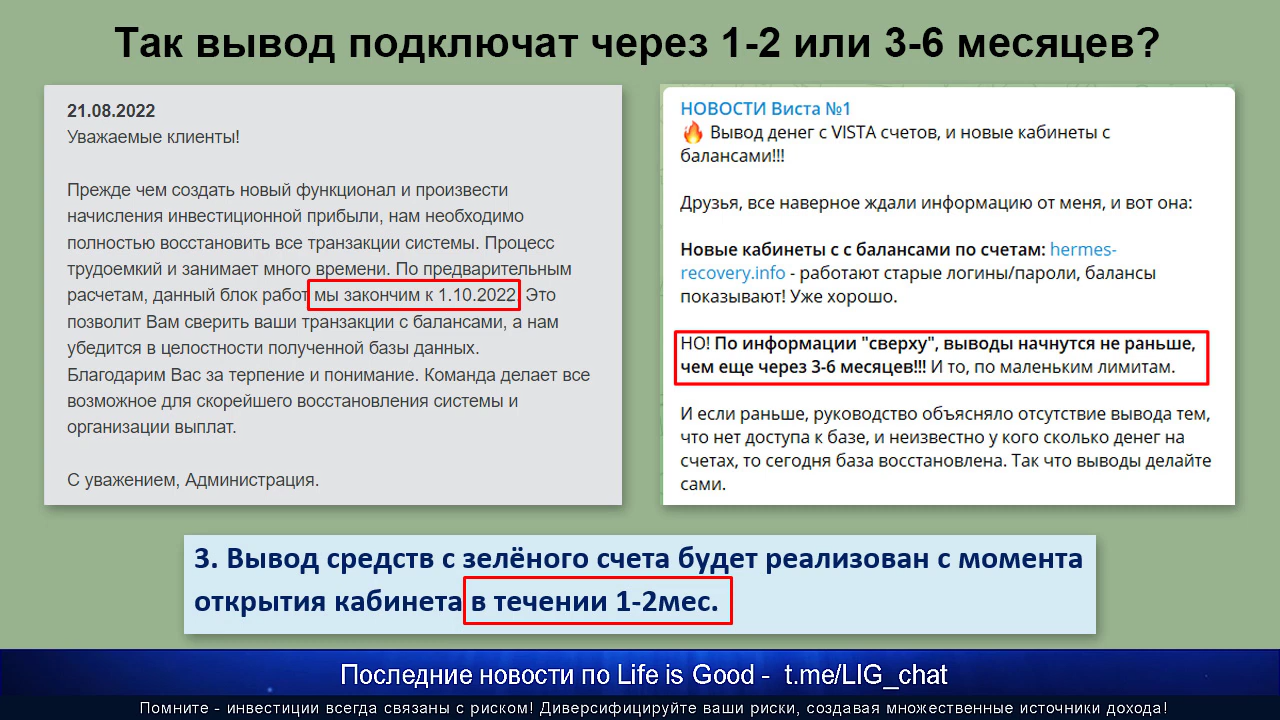 Так вывод подключат через 1-2 или 3-6 месяцев?
21.08.2022
Уважаемые клиенты!
Прежде чем создать новый функционал и произвести
начисления инвестиционной прибыли, нам необходимо
полностью восстановить все транзакции системы. Процесс
трудоемкий и занимает много времени. По предварительным
расчетам, данный блок работ мы закончим к 1.10.2022. Это
позволит Вам сверить ваши транзакции с балансами, а нам
убедится в целостности полученной базы данных.
Благодарим Вас за терпение и понимание. Команда делает все
возможное для скорейшего восстановления системы и
организации выплат.
С уважением, Администрация.
НОВОСТИ Виста №1
🔥 Вывод денег с VISTA счетов, и новые кабинеты с
балансами!!!
Друзья, все наверное ждали информацию от меня, и вот она:
Новые кабинеты с с балансами по счетам: hermes-
recovery.info - работают старые логины/пароли, балансы
показывают! Уже хорошо.
НО! По информации "сверху", выводы начнутся не раньше,
чем еще через 3-6 месяцев!!! И то, по маленьким лимитам.
И если раньше, руководство объясняло отсутствие вывода тем,
что нет доступа к базе, и неизвестно у кого сколько денег на
счетах, то сегодня база восстановлена. Так что выводы делайте
сами.
3. Вывод средств с зелёного счета будет реализован с момента
открытия кабинета в течении 1-2мес.
Последние новости по Life is Good - t.me/LIG_chat
Помните - инвестиции всегда связаны с риском! Диверсифицируйте ваши риски, создавая множественные источники дохода!